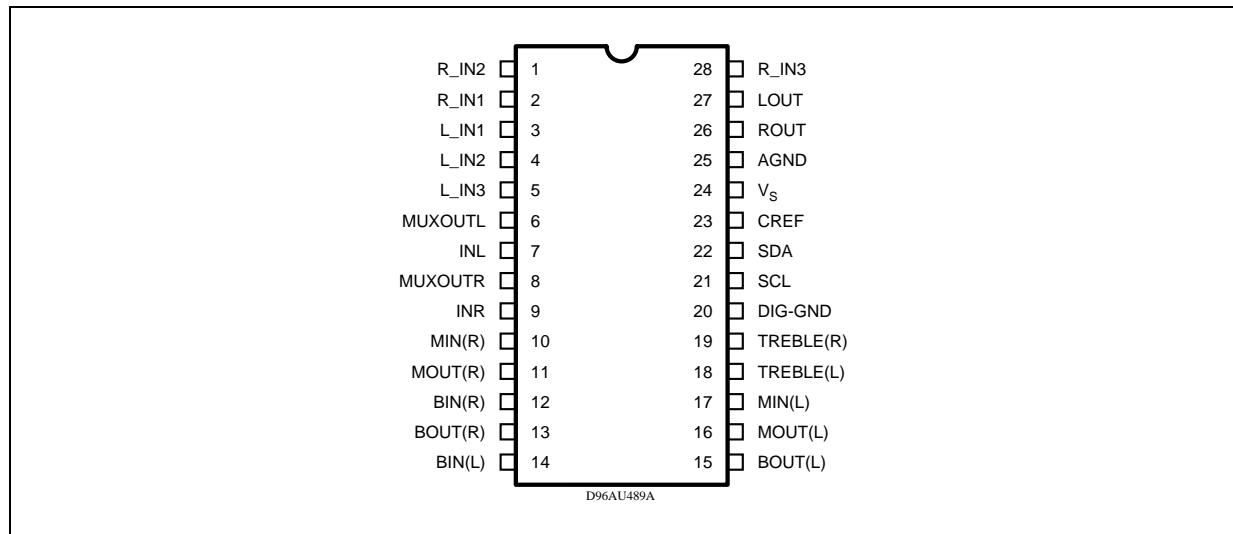 R_IN2 1 28 R_IN3
R_IN1 2 27 LOUT
L_IN1 3 26 ROUT
L_IN2 4 25 AGND
L_IN3 5 24 VS
MUXOUTL 6 23 CREF
INL 7 22 SDA
MUXOUTR 8 21 SCL
INR 9 20 DIG-GND
MIN(R) 10 19 TREBLE(R)
MOUT(R) 11 18 TREBLE(L)
BIN(R) 12 17 MIN(L)
BOUT(R) 13 16 MOUT(L)
BIN(L) 14 15 BOUT(L)
D96AU489A